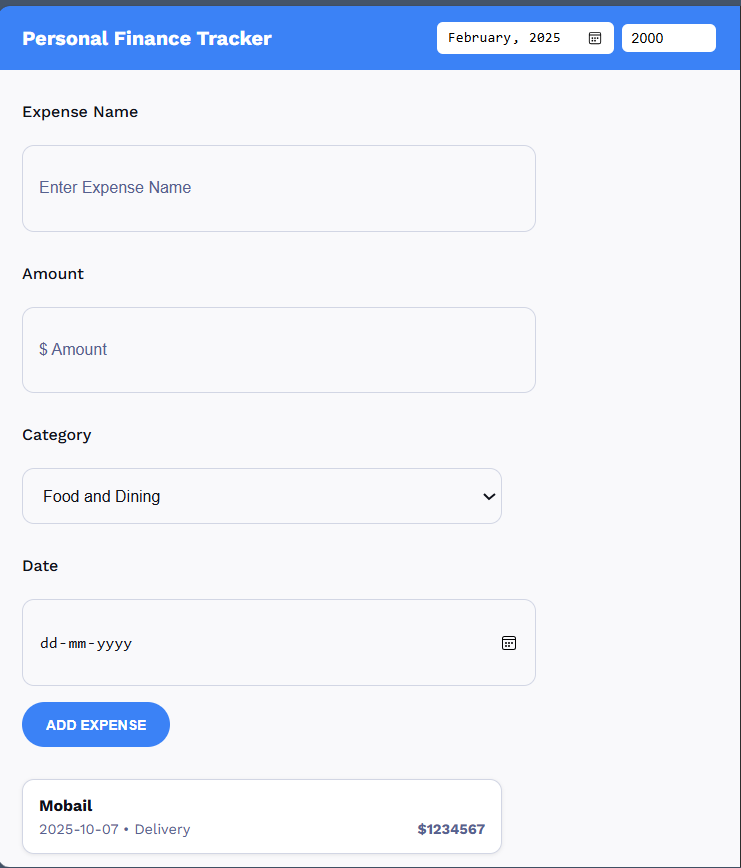 Personal Finance Tracker February, 2025 2000
Expense Name
Enter Expense Name
Amount
$ Amount
Category
Food and Dining
Date
dd-mm-yyyy
ADD EXPENSE
Mobail
2025-10-07 • Delivery $1234567